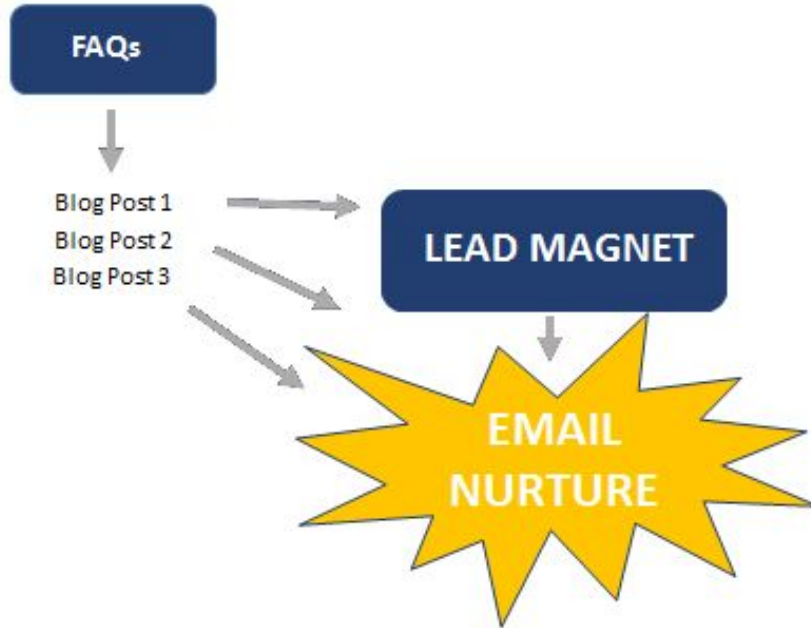 FAQs
Blog Post 1
Blog Post 2
Blog Post 3
LEAD MAGNET
EMAIL
NURTURE